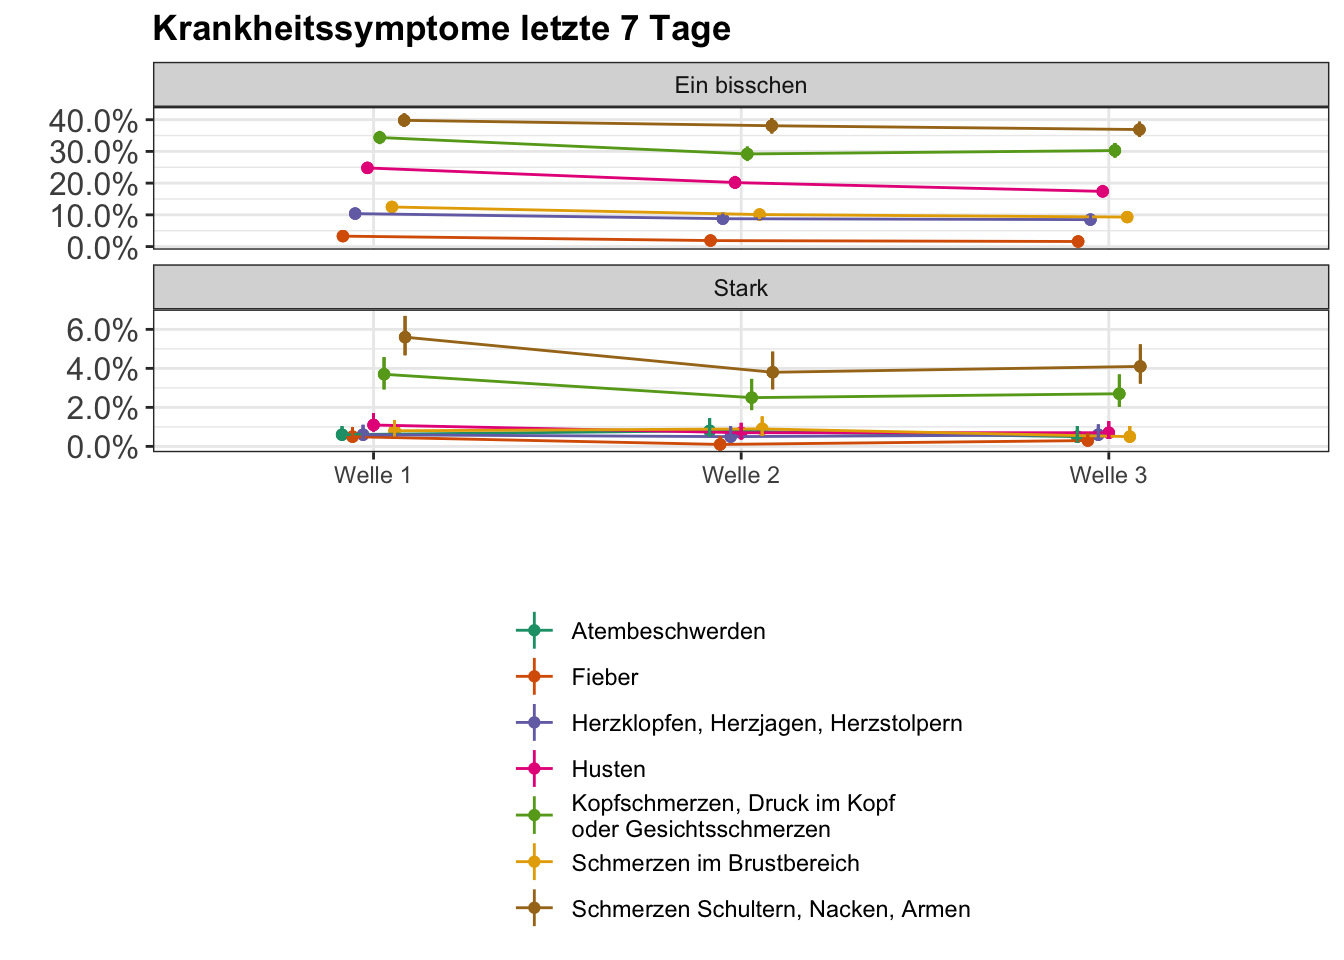 Krankheitssymptome letzte 7 Tage
Ein bisschen
40.0%
30.0%
20.0%
10.0%
0.0%
Stark
6.0%
4.0%
2.0%
0.0%
Welle 1
Welle 2
Welle 3
Atembeschwerden
Fieber
Herzklopfen, Herzjagen, Herzstolpern
Husten
Kopfschmerzen, Druck im Kopf
oder Gesichtsschmerzen
Schmerzen im Brustbereich
Schmerzen Schultern, Nacken, Armen